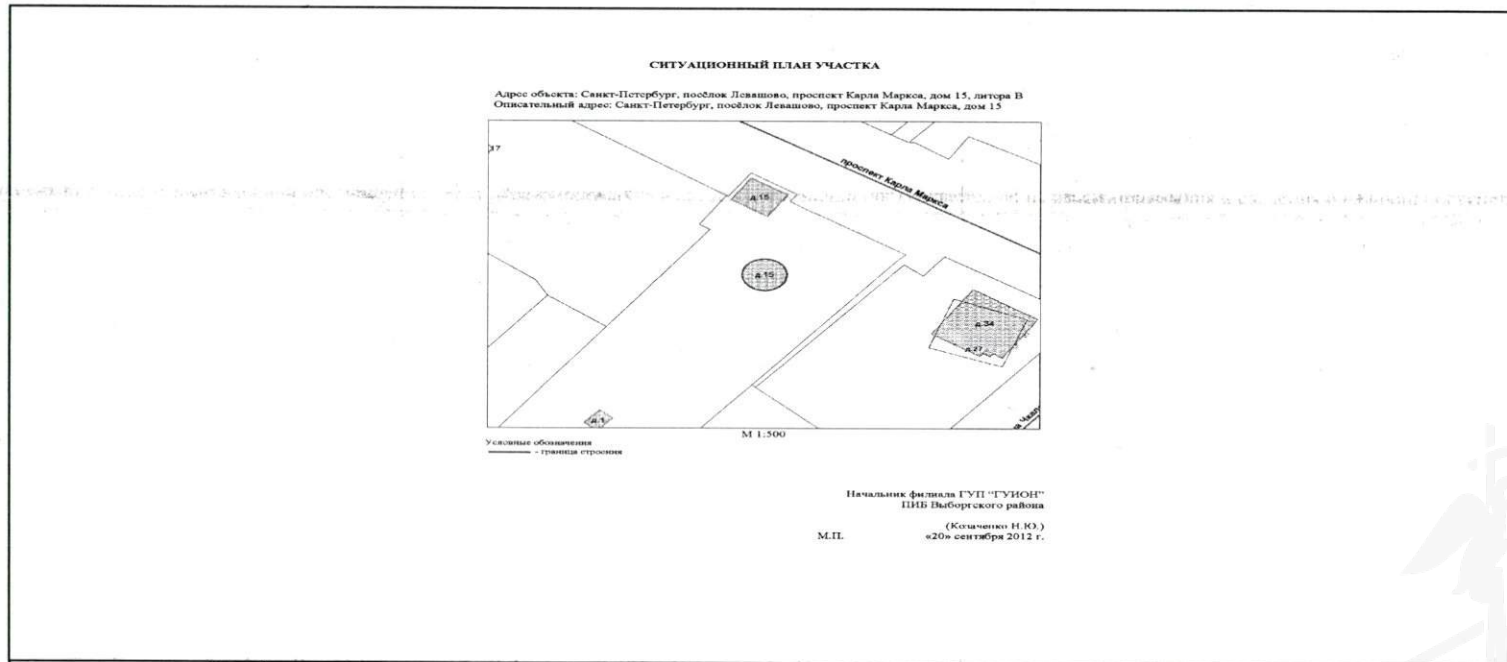 СИТУАЦИОННЫЙ ПЛАН УЧАСТКА
Адрес объекта: Санкт-Петербург, посёлок Левашово, проспект Карла Маркса, дом 15, литера В
Описательный адрес: Санкт-Петербург, посёлок Левашово, проспект Карла Маркса, дом 15
37
проспект Карла Маркса
д.15
д.15
д.34
д.27
д.1
М 1:500
Условные обозначения
- граница строения
Начальник филиала ГУП "ГУИОН"
ПИБ Выборгского района
(Козаченко Н.Ю.)
М.П. «20» сентября 2012 г.